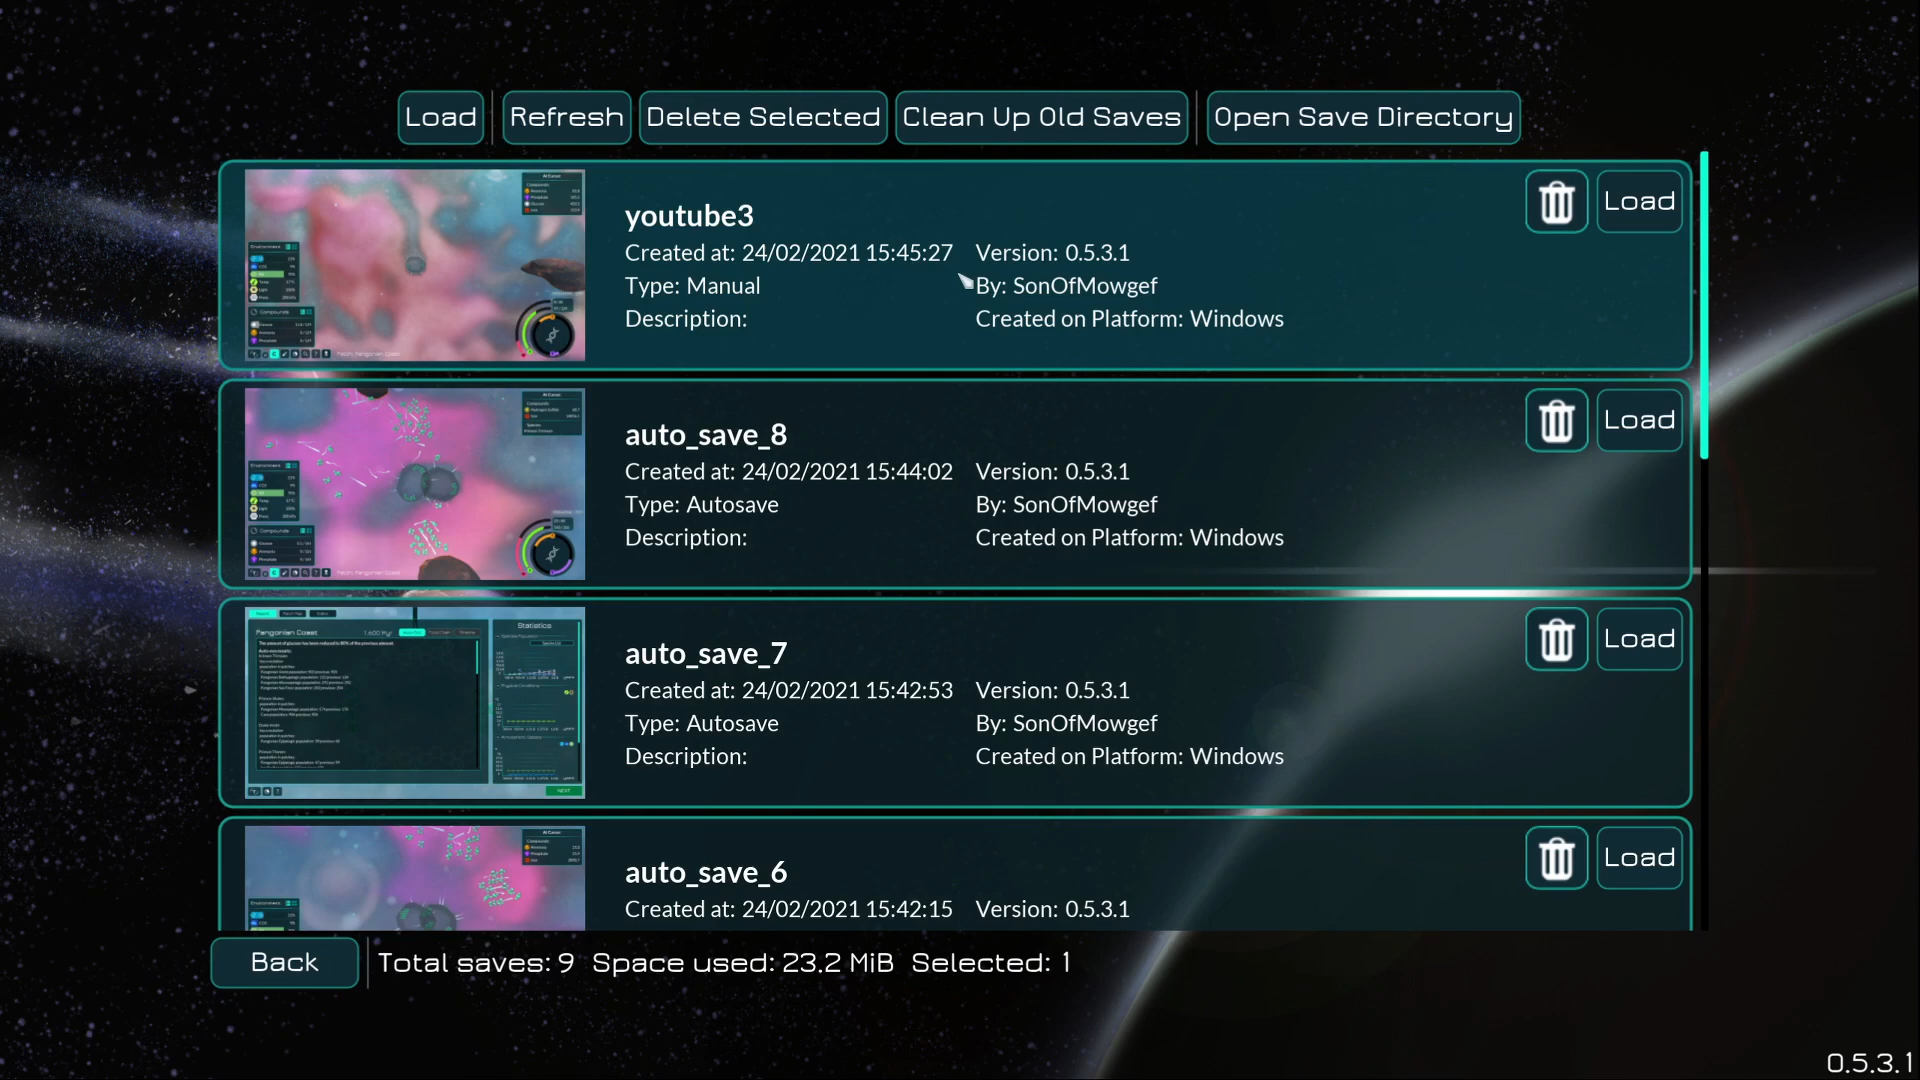 Load Refresh Delete Selected Clean Up Old Saves Open Save Directory
youtube3
Created at: 24/02/2021 15:45:27 Version: 0.5.3.1
Type: Manual By: SonOfMowgef
Description: Created on Platform: Windows
Load
auto_save_8
Created at: 24/02/2021 15:44:02 Version: 0.5.3.1
Type: Autosave By: SonOfMowgef
Description: Created on Platform: Windows
Load
Pangonian Coast
Statistics
NEXT
auto_save_7
Created at: 24/02/2021 15:42:53 Version: 0.5.3.1
Type: Autosave By: SonOfMowgef
Description: Created on Platform: Windows
Load
auto_save_6
Created at: 24/02/2021 15:42:15 Version: 0.5.3.1
Load
Back Total saves: 9 Space used: 23.2 MiB Selected: 1
0.5.3.1